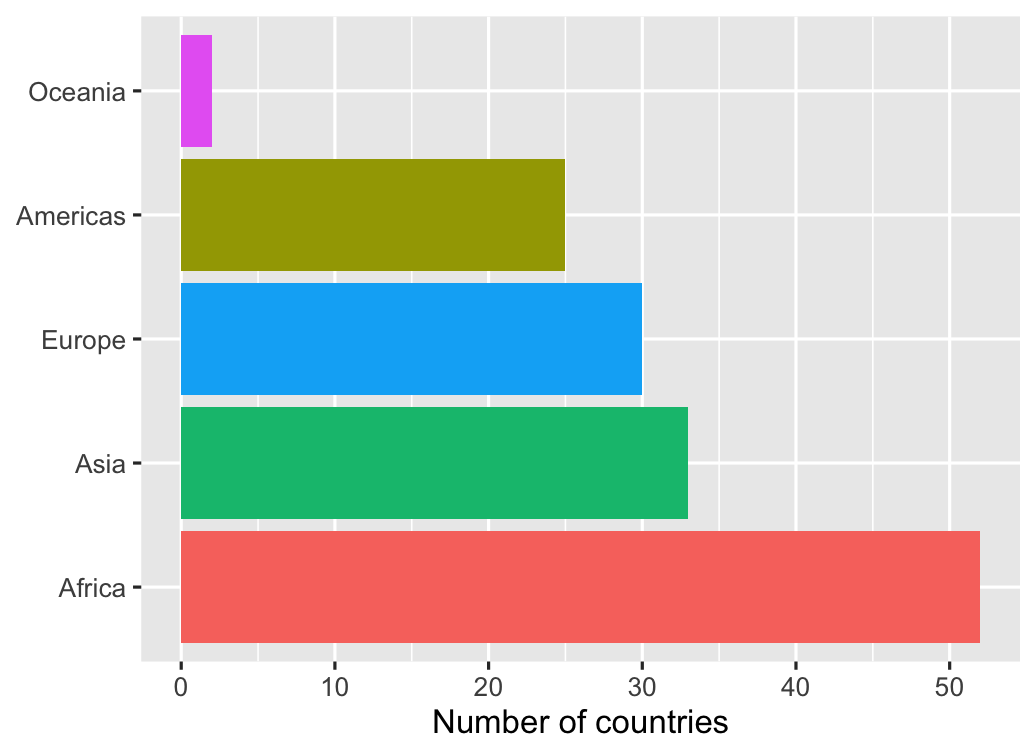 Oceania
Americas
Europe
Asia
Africa
0 10 20 30 40 50
Number of countries